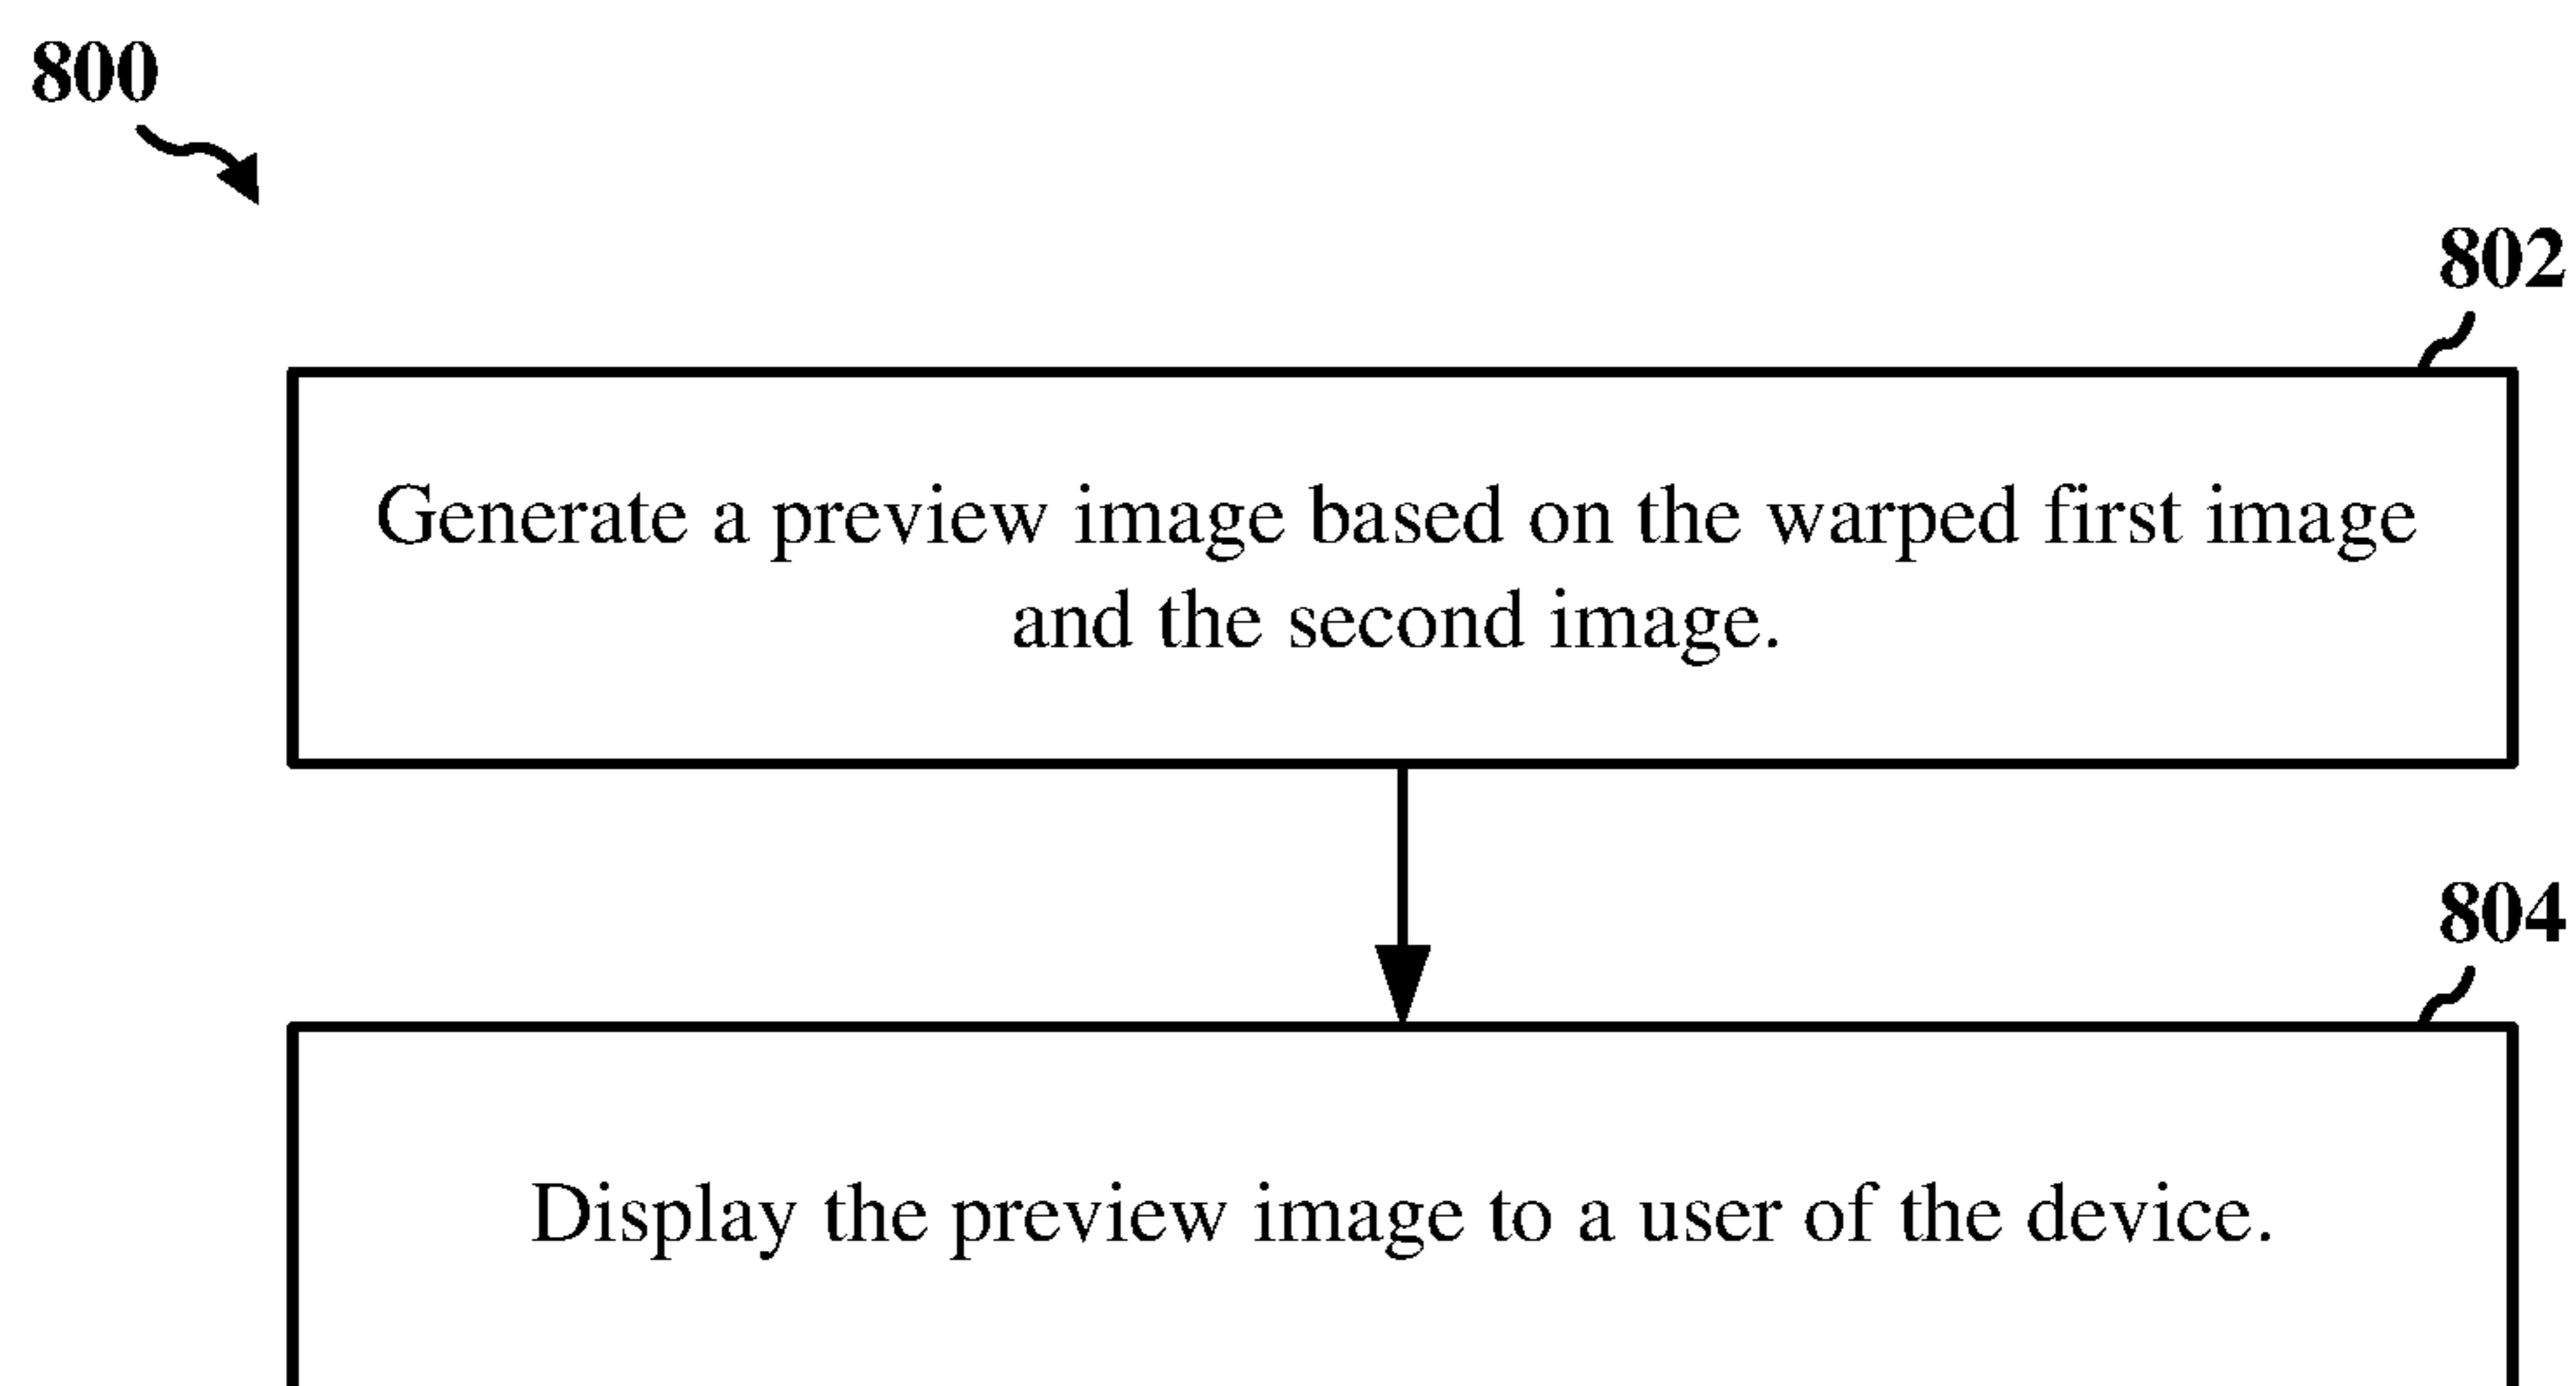 800
802
Generate a preview image based on the warped first image
and the second image.
804
Display the preview image to a user of the device.